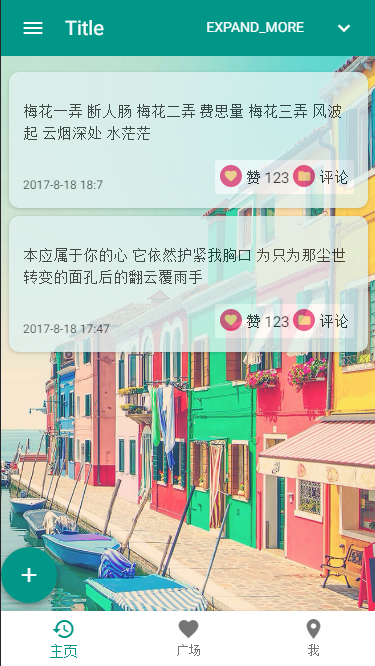 Title
EXPAND_MORE
梅花一弄 断人肠 梅花二弄 费思量 梅花三弄 风波
起 云烟深处 水茫茫
2017-8-18 18:7
赞 123 评论
本应属于你的心 它依然护紧我胸口 为只为那尘世
转变的面孔后的翻云覆雨手
2017-8-18 17:47
赞 123 评论
主页
广场
我